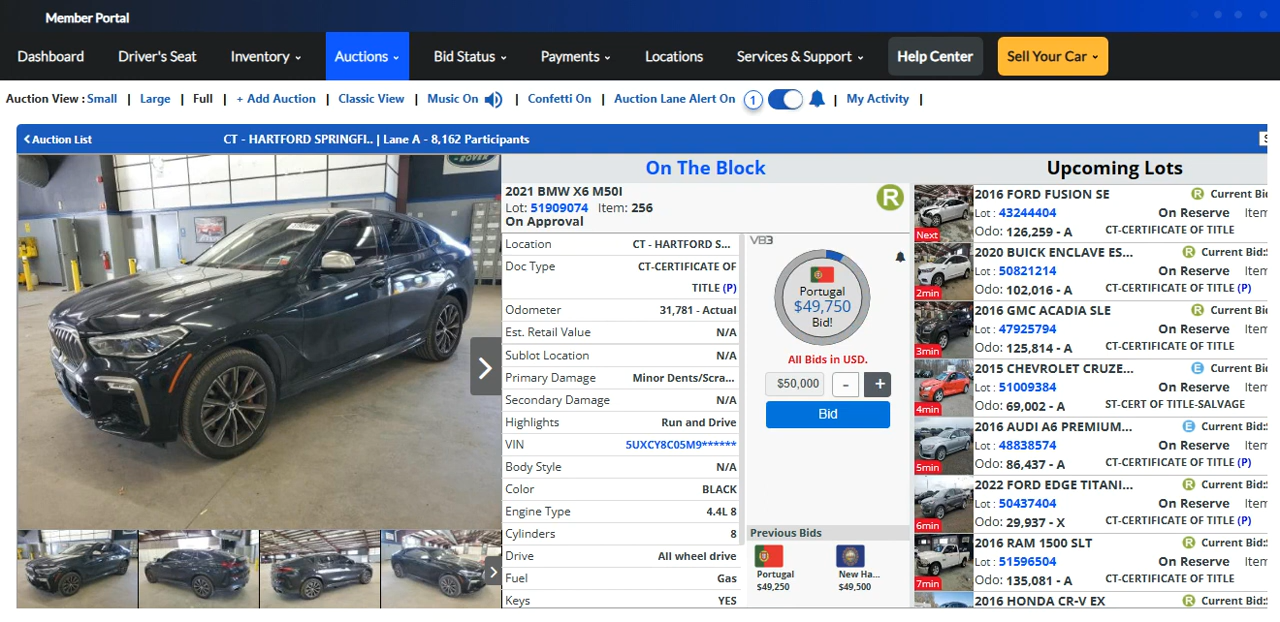 Member Portal
Dashboard Driver's Seat Inventory Auctions Bid Status Payments Locations Services & Support Help Center Sell Your Car
Auction View : Small | Large | Full | + Add Auction | Classic View | Music On | Confetti On | Auction Lane Alert On 1 | My Activity |
Auction List CT - HARTFORD SPRINGFI.. | Lane A - 8,162 Participants
On The Block
2021 BMW X6 M50I
Lot: 51909074 Item: 256
On Approval
R
Location CT - HARTFORD S...
Doc Type CT-CERTIFICATE OF
TITLE (P)
Odometer 31,781 - Actual
Est. Retail Value N/A
Sublot Location N/A
Primary Damage Minor Dents/Scra...
Secondary Damage N/A
Highlights Run and Drive
VIN 5UXCY8C05M9******
Body Style N/A
Color BLACK
Engine Type 4.4L 8
Cylinders 8
Drive All wheel drive
Fuel Gas
Keys YES
VB3
Portugal
$49,750
Bid!
All Bids in USD.
$50,000 - +
Bid
Previous Bids
Portugal
$49,250
New Ha...
$49,500
Upcoming Lots
2016 FORD FUSION SE R Current Bid
Lot : 43244404 On Reserve Item
Next Odo: 126,259 - A CT-CERTIFICATE OF TITLE
2020 BUICK ENCLAVE ES... R Current Bid:
Lot : 50821214 On Reserve Item
2min Odo: 102,016 - A CT-CERTIFICATE OF TITLE (P)
2016 GMC ACADIA SLE R Current Bi
Lot : 47925794 On Reserve Item
3min Odo: 125,814 - A CT-CERTIFICATE OF TITLE
2015 CHEVROLET CRUZE... E Current Bi
Lot : 51009384 On Reserve Item
4min Odo: 69,002 - A ST-CERT OF TITLE-SALVAGE
2016 AUDI A6 PREMIUM... E Current Bid:
Lot : 48838574 On Reserve Item
5min Odo: 86,437 - A CT-CERTIFICATE OF TITLE (P)
2022 FORD EDGE TITANI... R Current Bid:
Lot : 50437404 On Reserve Item
6min Odo: 29,937 - X CT-CERTIFICATE OF TITLE (P)
2016 RAM 1500 SLT R Current Bid:
Lot : 51596504 On Reserve Item
7min Odo: 135,081 - A CT-CERTIFICATE OF TITLE
2016 HONDA CR-V EX R Current Bid: